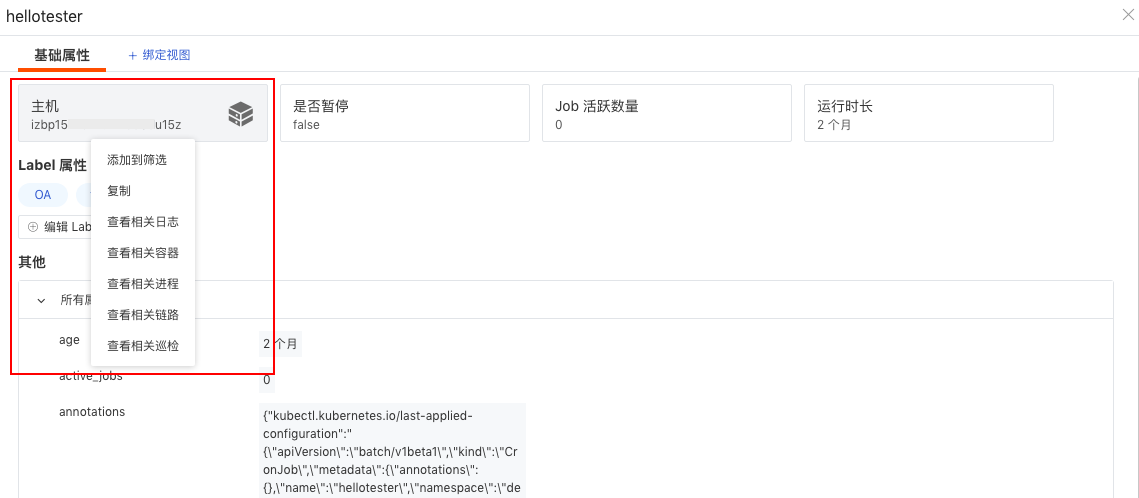 hellotester
基础属性
+ 绑定视图
主机
izbp15 u15z
是否暂停
false
Job 活跃数量
0
运行时长
2 个月
添加到筛选
复制
查看相关日志
查看相关容器
查看相关进程
查看相关链路
查看相关巡检
Label 属性
OA
编辑 Lab
其他
所有
age
2 个月
active_jobs
0
annotations
{"kubectl.kubernetes.io/last-applied-
configuration":"
{\"apiVersion\":\"batch/v1beta1\",\"kind\":\"Cr
onJob\",\"metadata\":{\"annotations\":
{},\"name\":\"hellotester\",\"namespace\":\"de